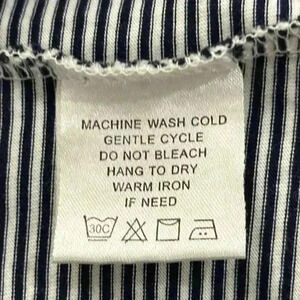 MACHINE WASH COLD
GENTLE CYCLE
DO NOT BLEACH
HANG TO DRY
WARM IRON
IF NEED
30C